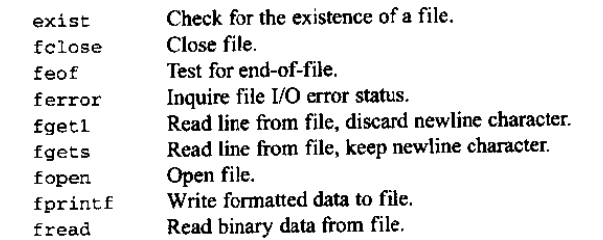 exist Check for the existence of a file.
fclose Close file.
feof Test for end-of-file.
ferror Inquire file I/O error status.
fgetl Read line from file, discard newline character.
fgets Read line from file, keep newline character.
fopen Open file.
fprintf Write formatted data to file.
fread Read binary data from file.